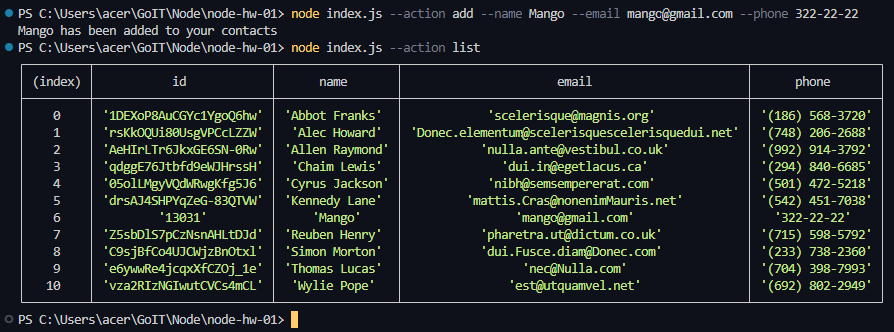 PS C:\Users\acer\GoIT\Node\node-hw-01> node index.js --action add --name Mango --email mango@gmail.com --phone 322-22-22
Mango has been added to your contacts
PS C:\Users\acer\GoIT\Node\node-hw-01> node index.js --action list
(index) id name email phone
0 '1DEXoP8AuCGYc1YgoQ6hw' 'Abbot Franks' 'scelerisque@magnis.org' '(186) 568-3720'
1 'rsKkOQUi80UsgVPCcLZZW' 'Alec Howard' 'Donec.elementum@scelerisquescelerisquedui.net' '(748) 206-2688'
2 'AeHIrLTr6JkxGE6SN-0Rw' 'Allen Raymond' 'nulla.ante@vestibul.co.uk' '(992) 914-3792'
3 'qdggE76Jtbfd9eWJHrssH' 'Chaim Lewis' 'dui.in@egetlacus.ca' '(294) 840-6685'
4 '05olLMgyVQdWRwgKfg5J6' 'Cyrus Jackson' 'nibh@semsempererat.com' '(501) 472-5218'
5 'drsAJ4SHPYqZeG-83QTVW' 'Kennedy Lane' 'mattis.Cras@nonenimMauris.net' '(542) 451-7038'
6 '13031' 'Mango' 'mango@gmail.com' '322-22-22'
7 'Z5sbDlS7pCzNsnAHLtDJd' 'Reuben Henry' 'pharetra.ut@dictum.co.uk' '(715) 598-5792'
8 'C9sjBfCo4UJCWjzBnOtxl' 'Simon Morton' 'dui.Fusce.diam@Donec.com' '(233) 738-2360'
9 'e6ywwRe4jcqxXfCZOj_1e' 'Thomas Lucas' 'nec@Nulla.com' '(704) 398-7993'
10 'vza2RIzNGIwutCVCs4mCL' 'Wylie Pope' 'est@utquamvel.net' '(692) 802-2949'
PS C:\Users\acer\GoIT\Node\node-hw-01>